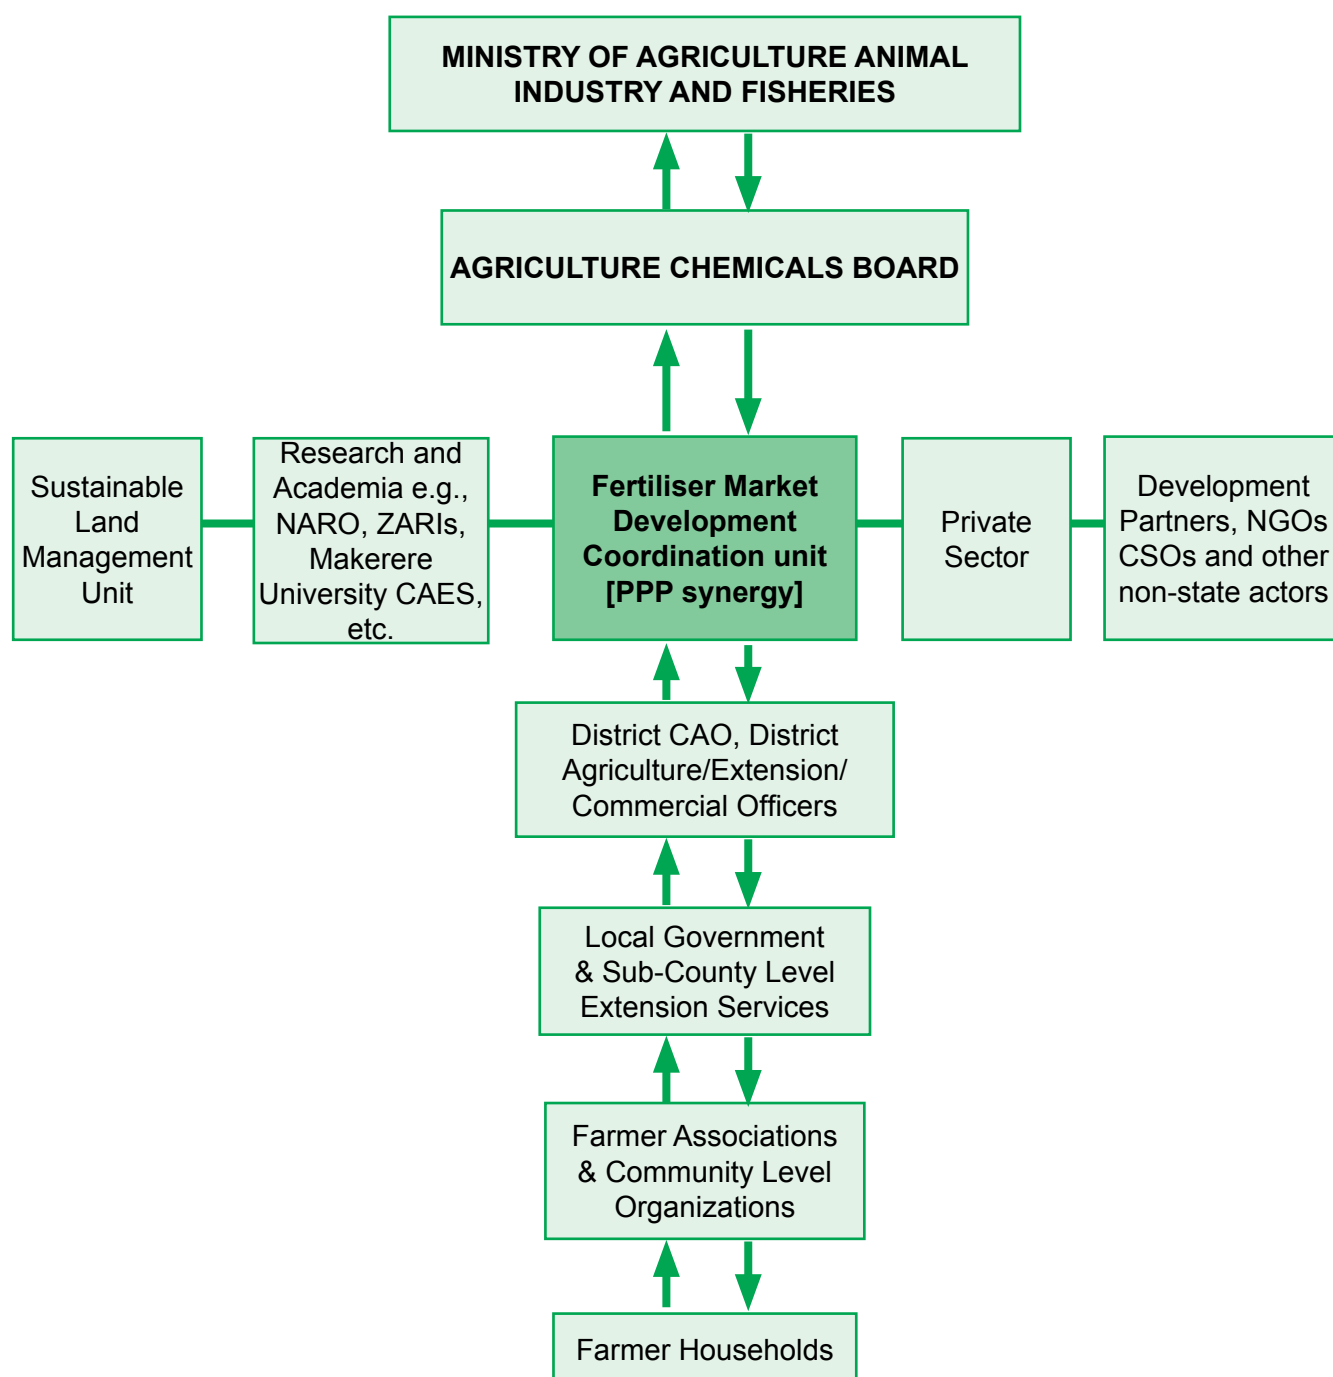 MINISTRY OF AGRICULTURE ANIMAL
INDUSTRY AND FISHERIES
AGRICULTURE CHEMICALS BOARD
Sustainable
Land
Management
Unit
Research and
Academia e.g.,
NARO, ZARIs,
Makerere
University CAES,
etc.
Fertiliser Market
Development
Coordination unit
[PPP synergy]
Private
Sector
Development
Partners, NGOs
CSOs and other
non-state actors
District CAO, District
Agriculture/Extension/
Commercial Officers
Local Government
& Sub-County Level
Extension Services
Farmer Associations
& Community Level
Organizations
Farmer Households